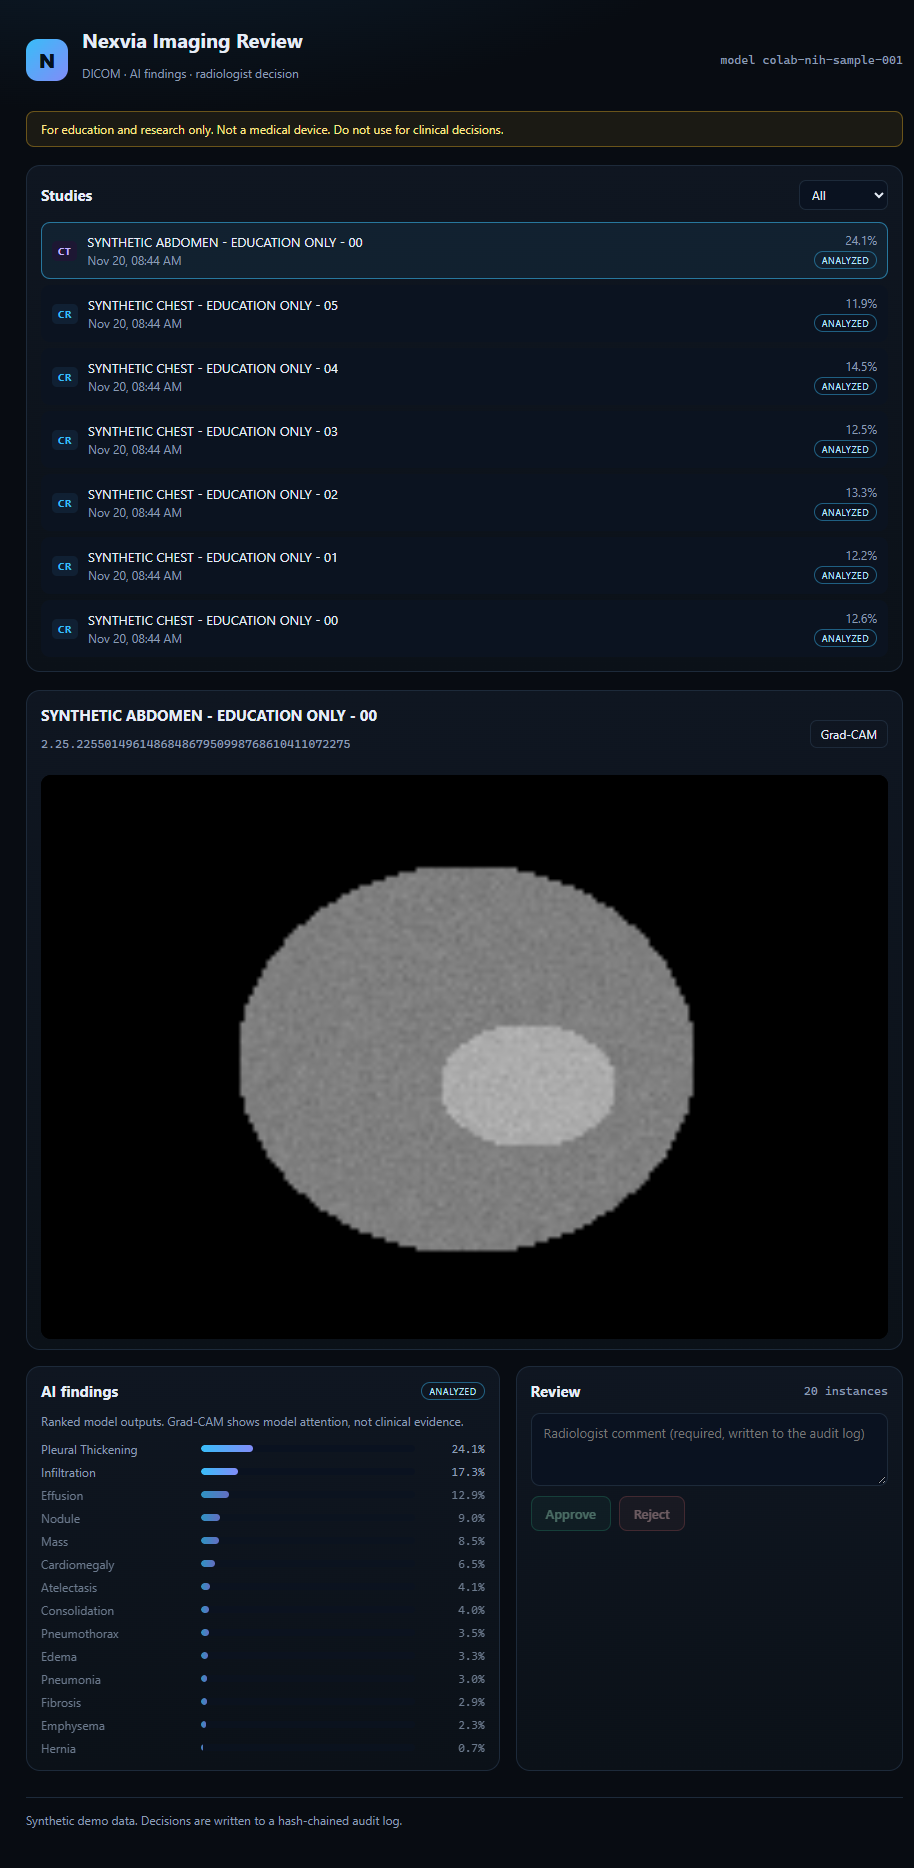 N
Nexvia Imaging Review
DICOM · AI findings · radiologist decision
model colab-nih-sample-001
For education and research only. Not a medical device. Do not use for clinical decisions.
Studies
All
CT
SYNTHETIC ABDOMEN - EDUCATION ONLY - 00
24.1%
Nov 20, 08:44 AM
ANALYZED
CR
SYNTHETIC CHEST - EDUCATION ONLY - 05
11.9%
Nov 20, 08:44 AM
ANALYZED
CR
SYNTHETIC CHEST - EDUCATION ONLY - 04
14.5%
Nov 20, 08:44 AM
ANALYZED
CR
SYNTHETIC CHEST - EDUCATION ONLY - 03
12.5%
Nov 20, 08:44 AM
ANALYZED
CR
SYNTHETIC CHEST - EDUCATION ONLY - 02
13.3%
Nov 20, 08:44 AM
ANALYZED
CR
SYNTHETIC CHEST - EDUCATION ONLY - 01
12.2%
Nov 20, 08:44 AM
ANALYZED
CR
SYNTHETIC CHEST - EDUCATION ONLY - 00
12.6%
Nov 20, 08:44 AM
ANALYZED
SYNTHETIC ABDOMEN - EDUCATION ONLY - 00
2.25.225501496148684867950998768610411072275
Grad-CAM
AI findings
ANALYZED
Ranked model outputs. Grad-CAM shows model attention, not clinical evidence.
Pleural Thickening 24.1%
Infiltration 17.3%
Effusion 12.9%
Nodule 9.0%
Mass 8.5%
Cardiomegaly 6.5%
Atelectasis 4.1%
Consolidation 4.0%
Pneumothorax 3.5%
Edema 3.3%
Pneumonia 3.0%
Fibrosis 2.9%
Emphysema 2.3%
Hernia 0.7%
Review
20 instances
Radiologist comment (required, written to the audit log)
Approve
Reject
Synthetic demo data. Decisions are written to a hash-chained audit log.